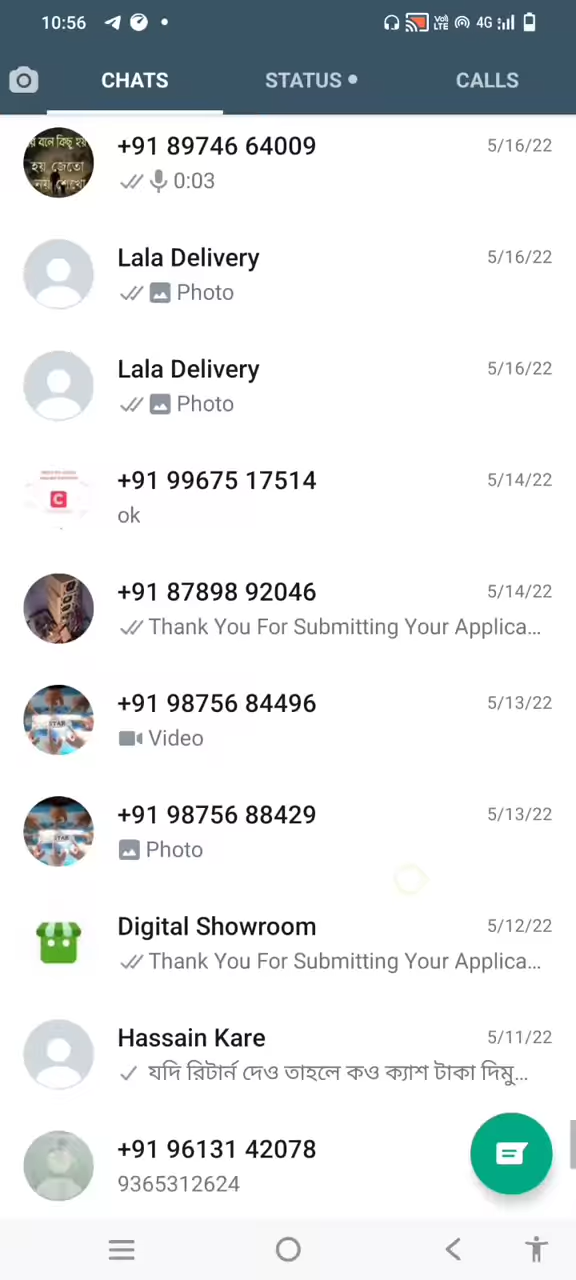 10:56
Vo)
LTE
4G
CHATS
STATUS
CALLS
+91 89746 64009
5/16/22
0:03
Lala Delivery
5/16/22
Photo
Lala Delivery
5/16/22
Photo
+91 99675 17514
5/14/22
ok
+91 87898 92046
5/14/22
Thank You For Submitting Your Applica...
+91 98756 84496
5/13/22
Video
+91 98756 88429
5/13/22
Photo
Digital Showroom
5/12/22
Thank You For Submitting Your Applica...
Hassain Kare
5/11/22
যদি রিটার্ন দেও তাহলে কও ক্যাশ টাকা দিমু...
+91 96131 42078
9365312624